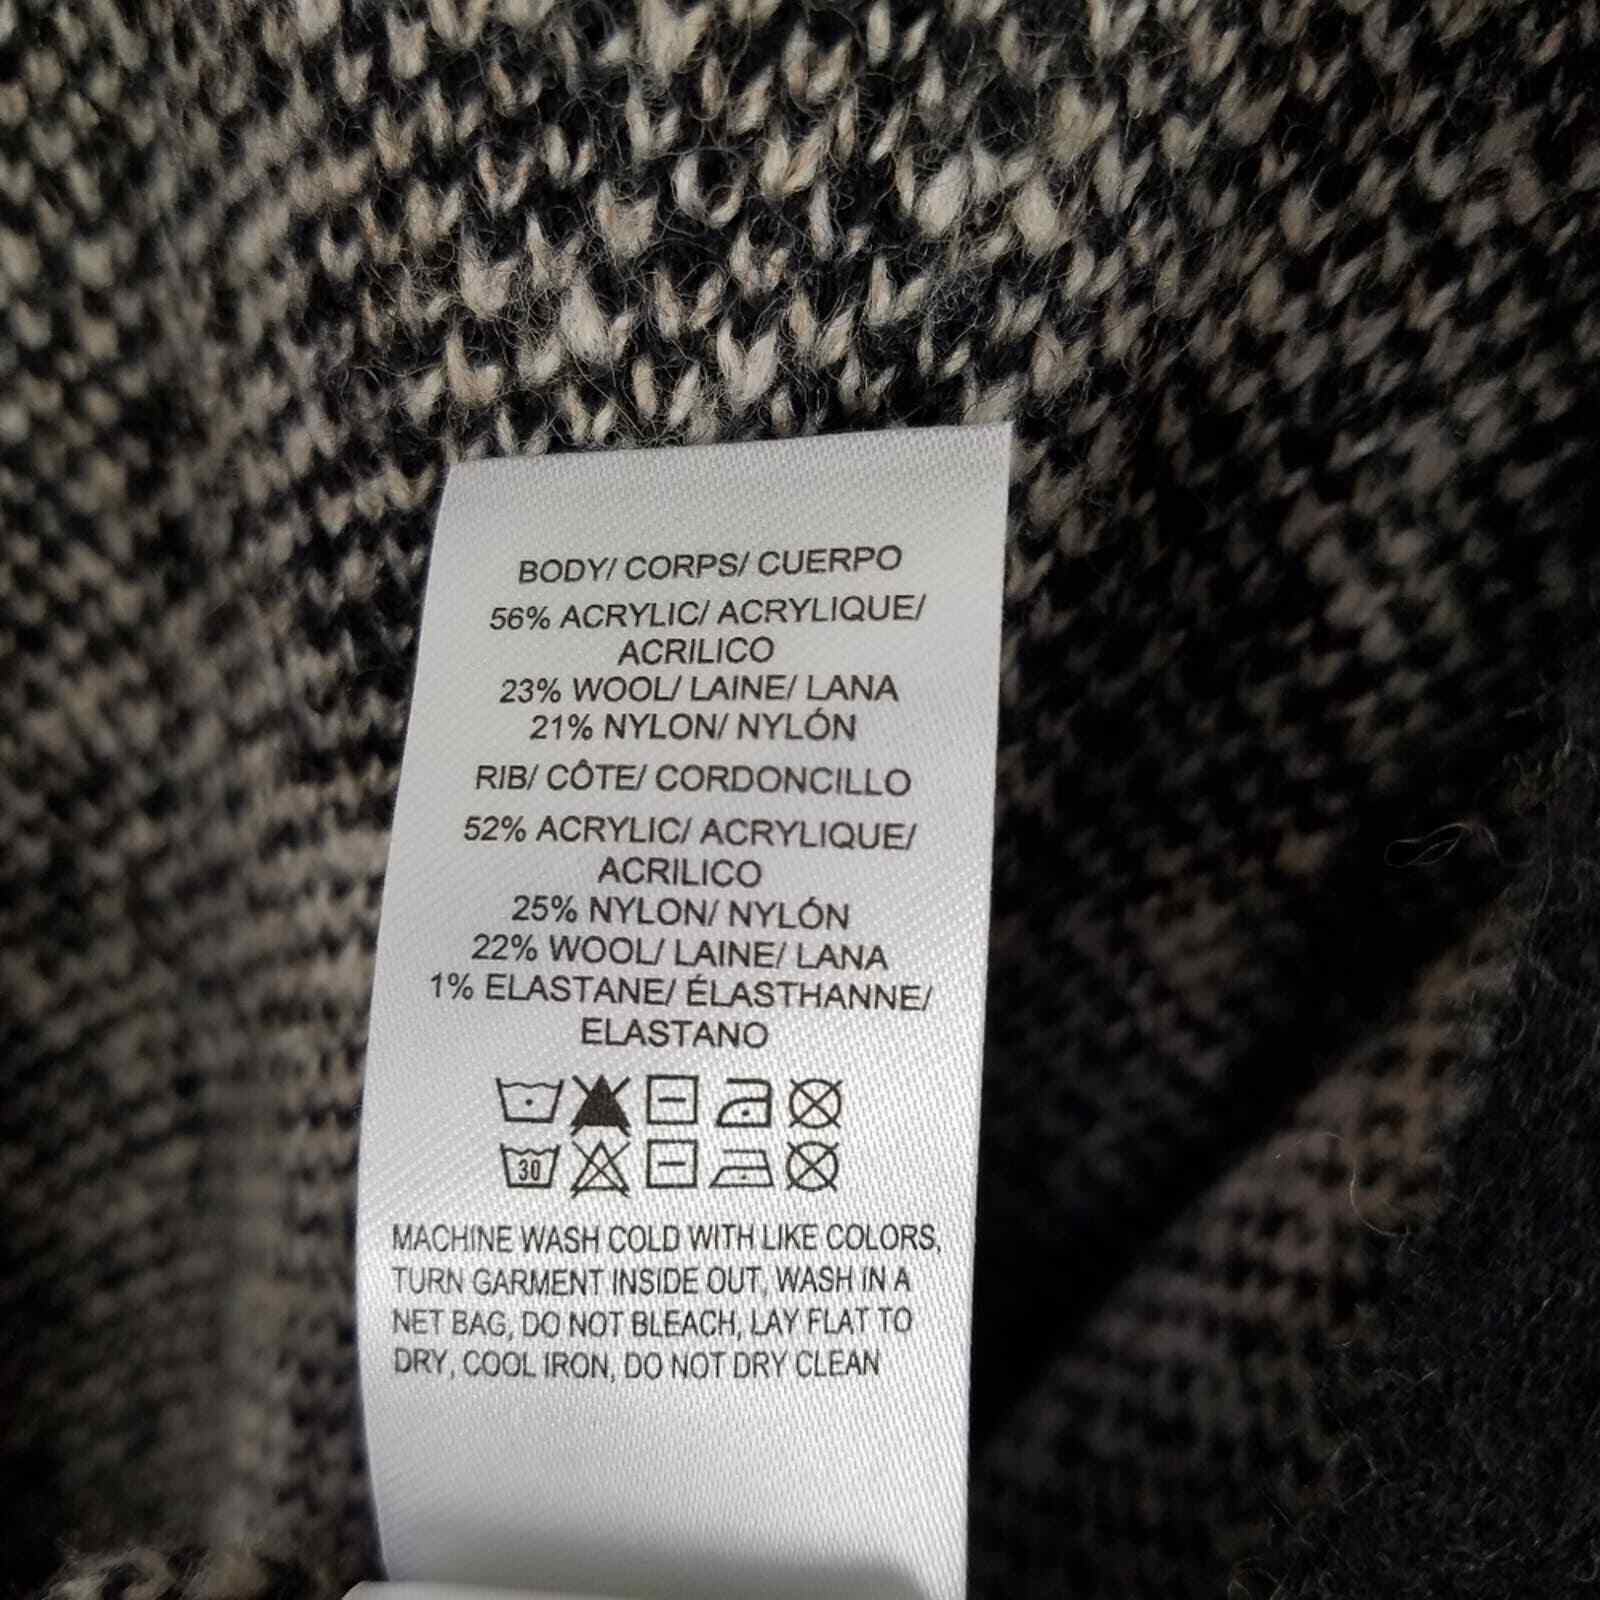 BODY/ CORPS/ CUERPO
56% ACRYLIC/ ACRYLIQUE/
ACRILICO
23% WOOL/ LAINE/ LANA
21% NYLON/ NYLÓN
RIB/ CÔTE/ CORDONCILLO
52% ACRYLIC/ ACRYLIQUE/
ACRILICO
25% NYLON/ NYLÓN
22% WOOL/ LAINE/ LANA
1% ELASTANE/ ÉLASTHANNE/
ELASTANO
30
MACHINE WASH COLD WITH LIKE COLORS,
TURN GARMENT INSIDE OUT, WASH IN A
NET BAG, DO NOT BLEACH, LAY FLAT TO
DRY, COOL IRON, DO NOT DRY CLEAN